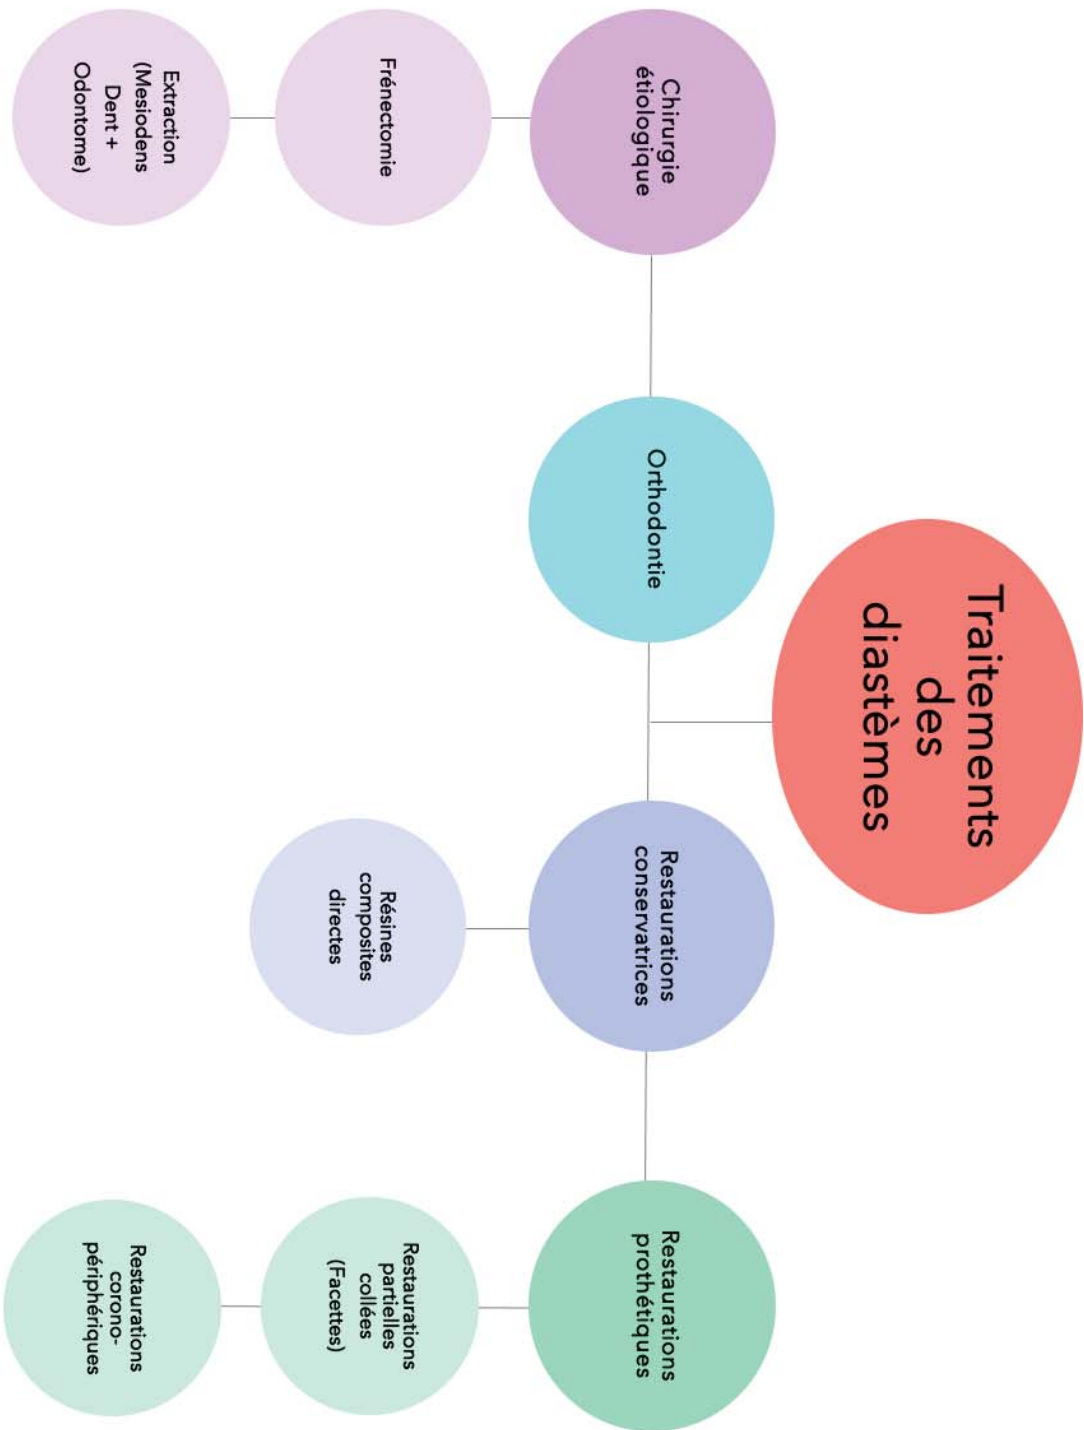 Traitements
des
diastèmes
Chirurgie
étiologique
Orthodontie
Restaurations
conservatrices
Restaurations
prothétiques
Frénectomie
Résines
composites
directes
Restaurations
partielles
collées
(Facettes)
Extraction
(Mesiodens
Dent +
Odontome)
Restaurations
corono-
périphériques